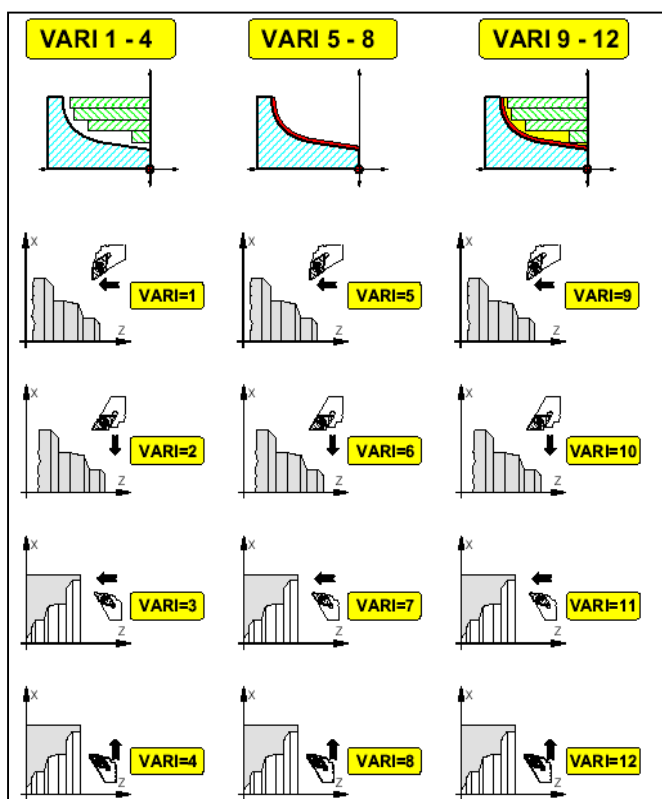 VARI 1 - 4
VARI 5 - 8
VARI 9 - 12
X
VARI=1
Z
X
VARI=5
Z
X
VARI=9
Z
X
VARI=2
Z
X
VARI=6
Z
X
VARI=10
Z
X
VARI=3
Z
X
VARI=7
Z
X
VARI=11
Z
X
VARI=4
Z
X
VARI=8
Z
X
VARI=12
Z